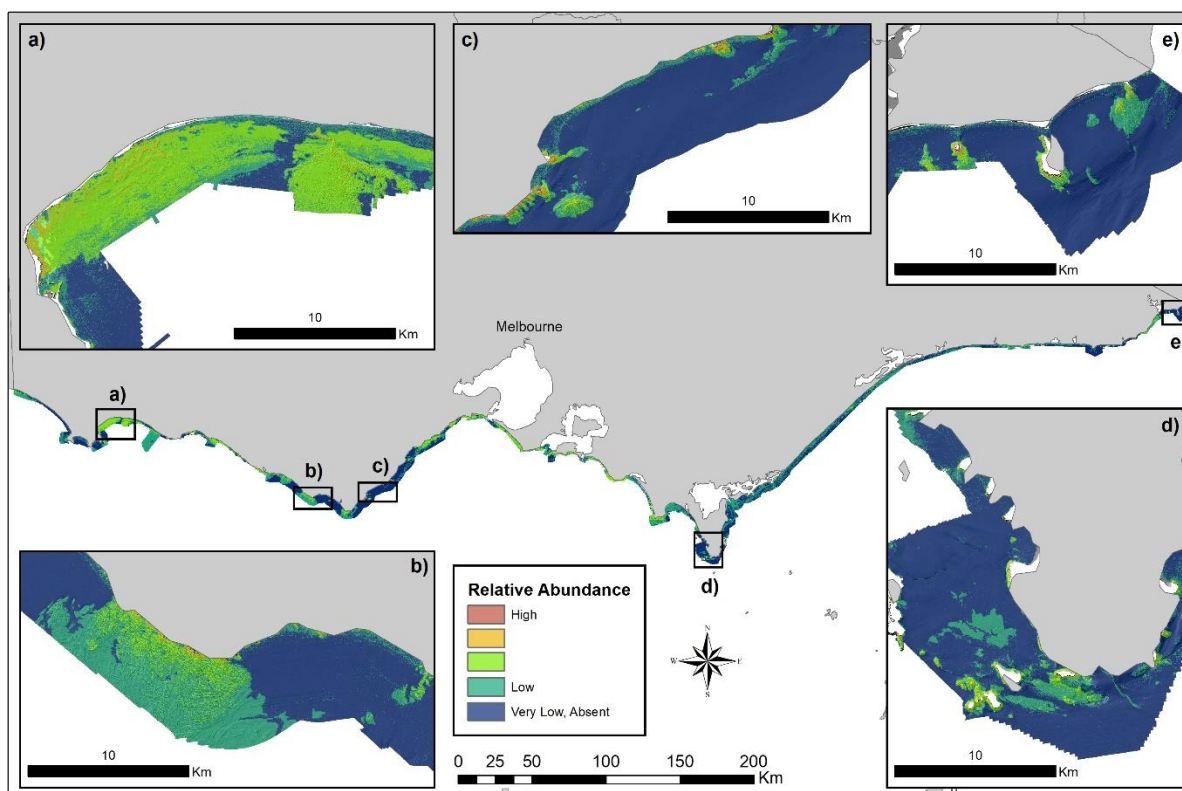 a)
10
Km
c)
10
Km
e)
10
Km
Melbourne
a)
b)
c)
d)
e
b)
10
Km
Relative Abundance
High
Low
Very Low, Absent
N
W E
S
0 25 50 100 150 200
Km
d)
10
Km